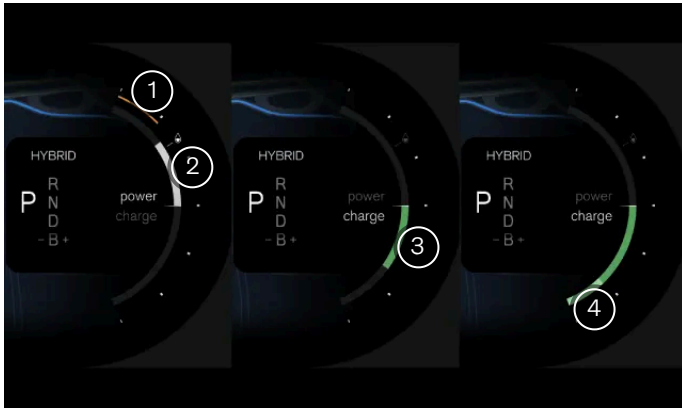 1
2
HYBRID
P
R
N
D
- B +
power
charge
HYBRID
P
R
N
D
- B +
power
charge
3
HYBRID
P
R
N
D
- B +
power
charge
4